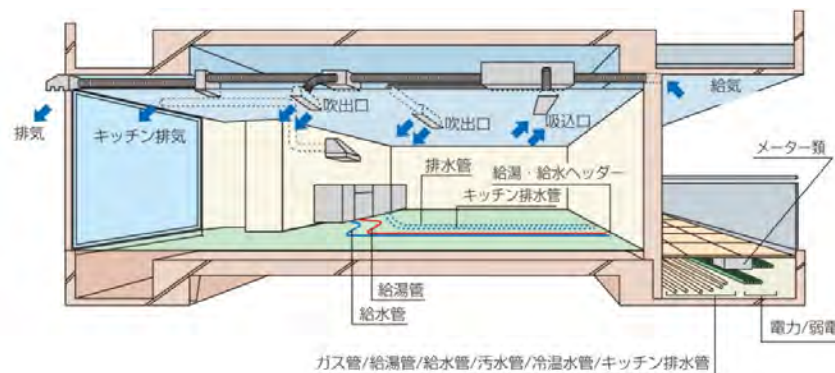 給気
吹出口
吹出口
吸込口
排気
キッチン排気
メーター類
排水管
給湯・給水ヘッダー
キッチン排水管
給湯管
給水管
電力/弱電
ガス管/給湯管/給水管/汚水管/冷温水管/キッチン排水管